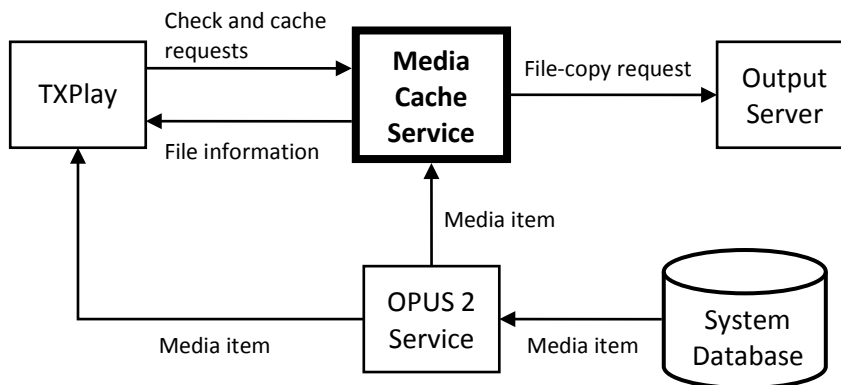 Check and cache
requests
TXPlay
Media
Cache
Service
File-copy request
Output
Server
File information
Media item
OPUS 2
Service
Media item
Media item
System
Database